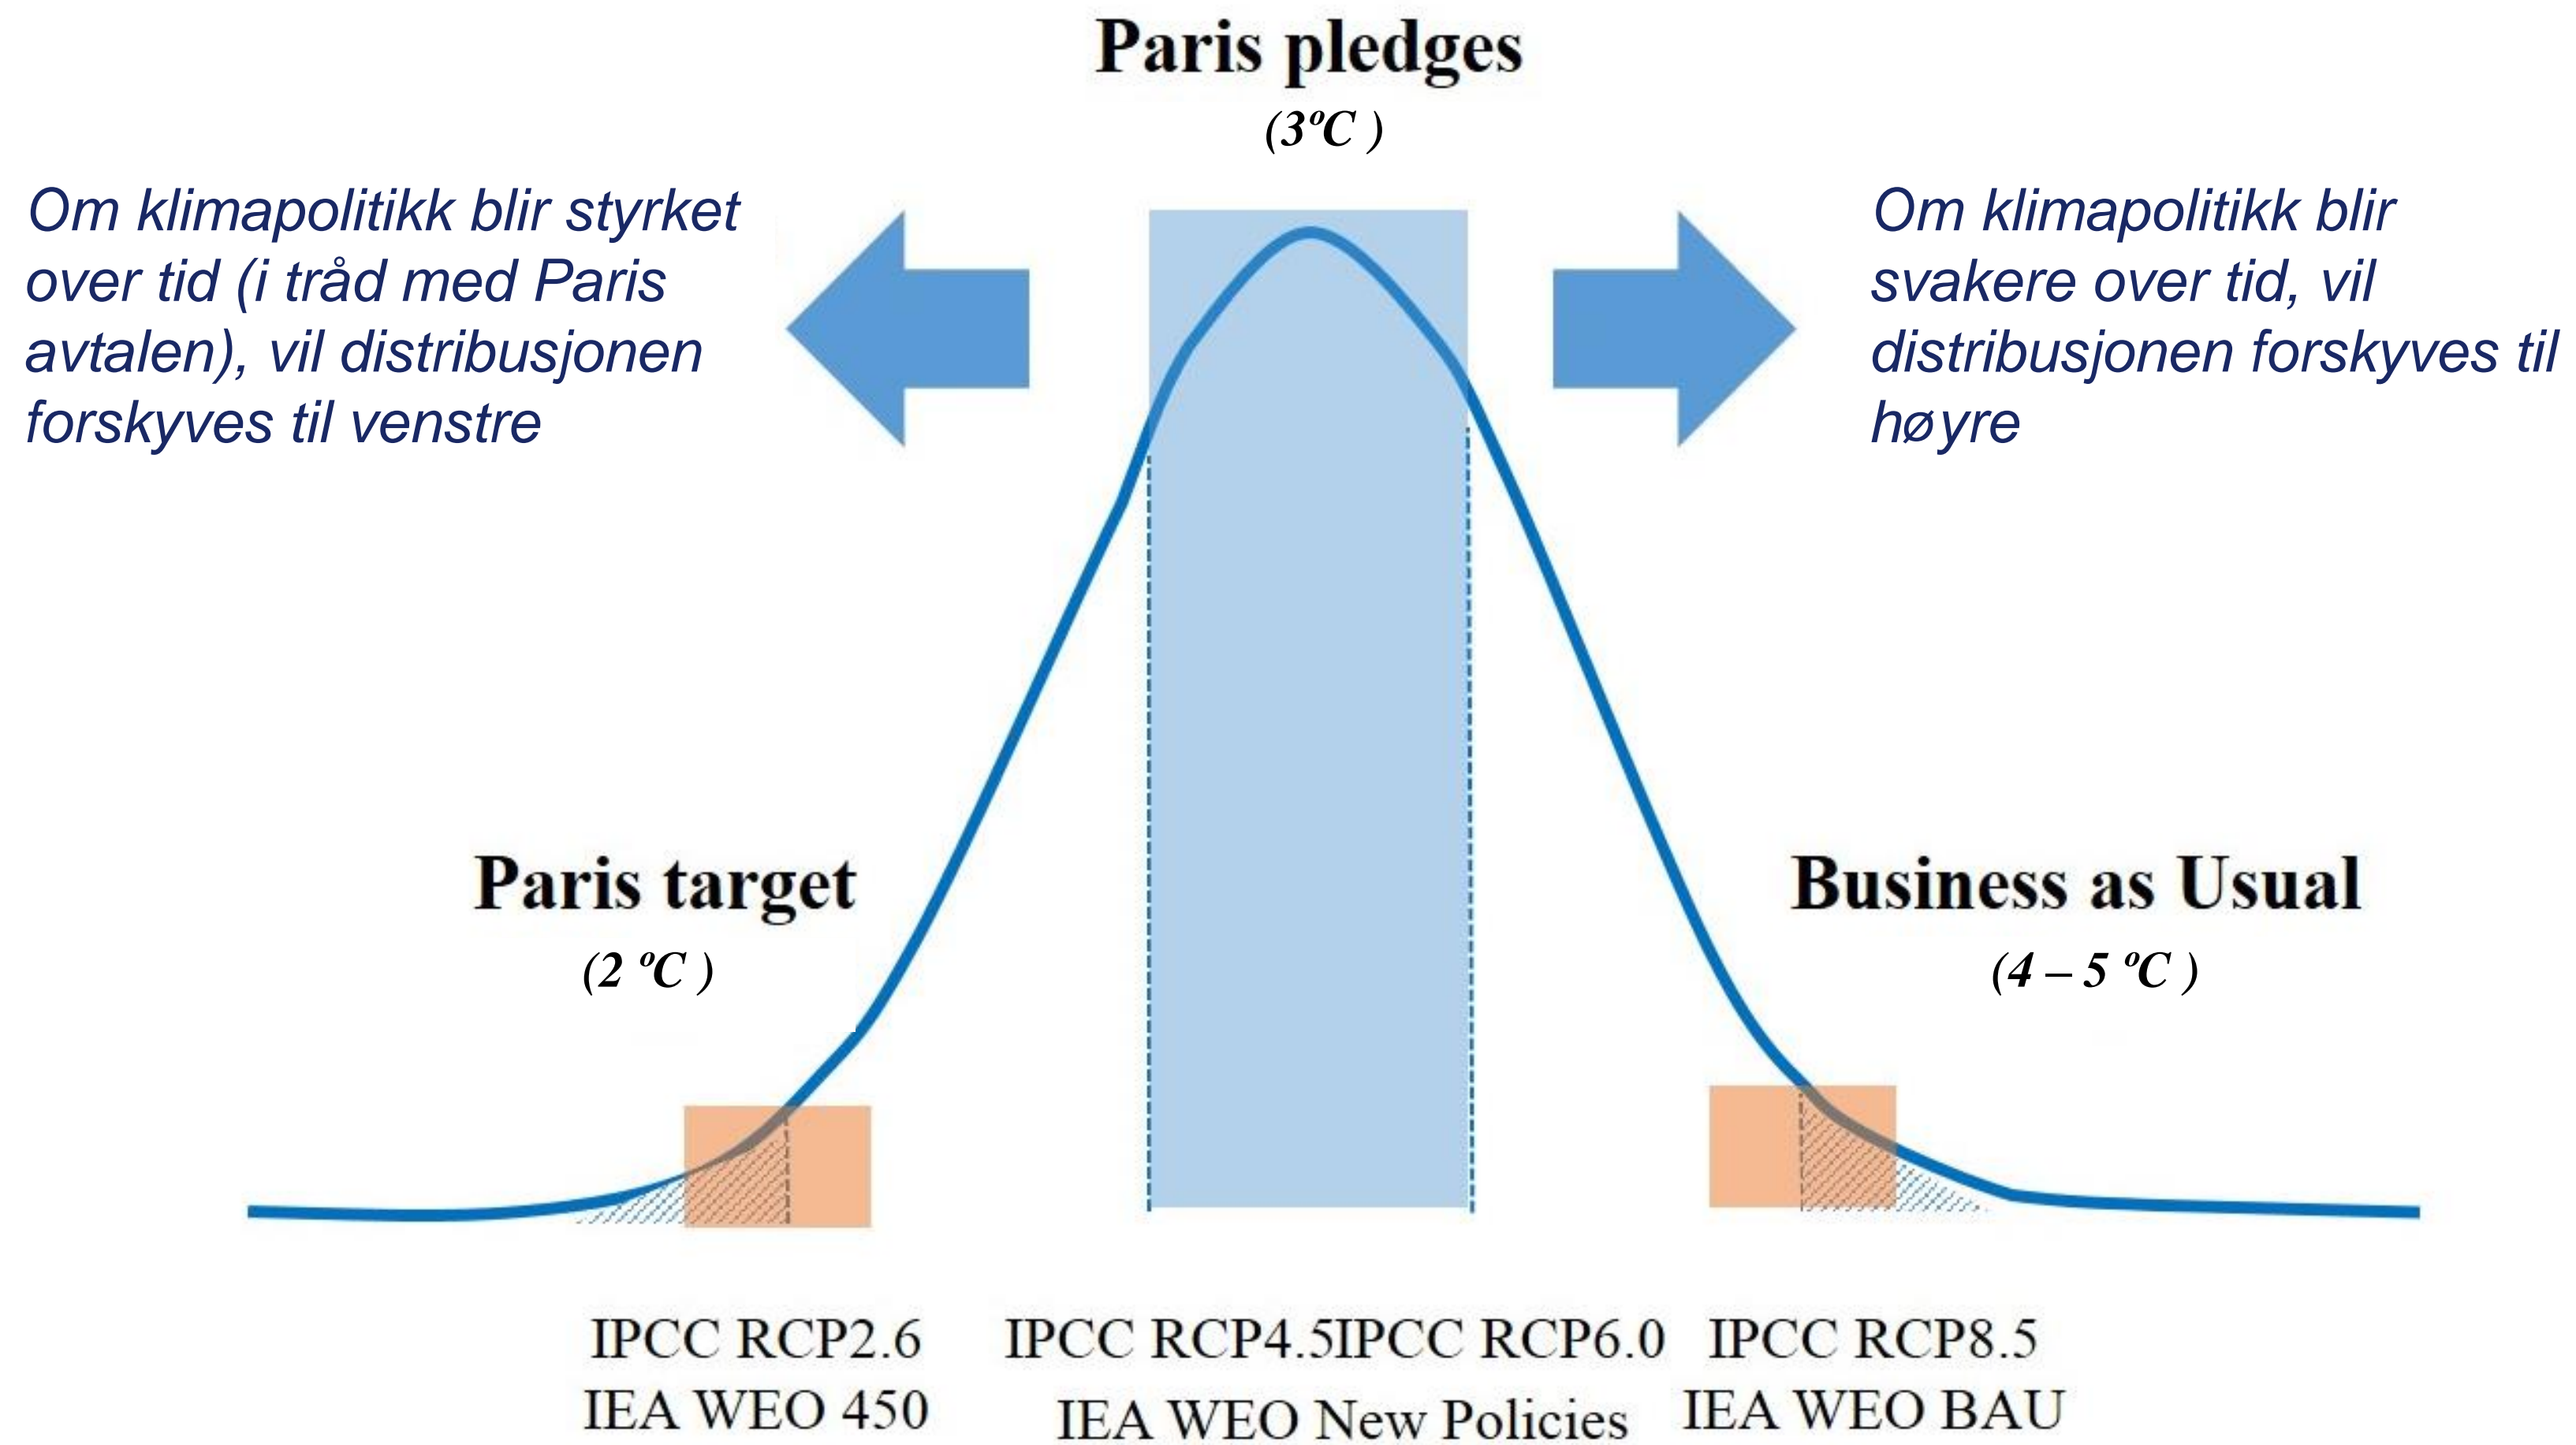 Paris pledges
(3ºC )
Om klimapolitikk blir styrket
over tid (i tråd med Paris
avtalen), vil distribusjonen
forskyves til venstre
Om klimapolitikk blir
svakere over tid, vil
distribusjonen forskyves til
høyre
Paris target
(2 ºC )
Business as Usual
(4 – 5 ºC )
IPCC RCP2.6
IEA WEO 450
IPCC RCP4.5IPCC RCP6.0
IEA WEO New Policies
IPCC RCP8.5
IEA WEO BAU